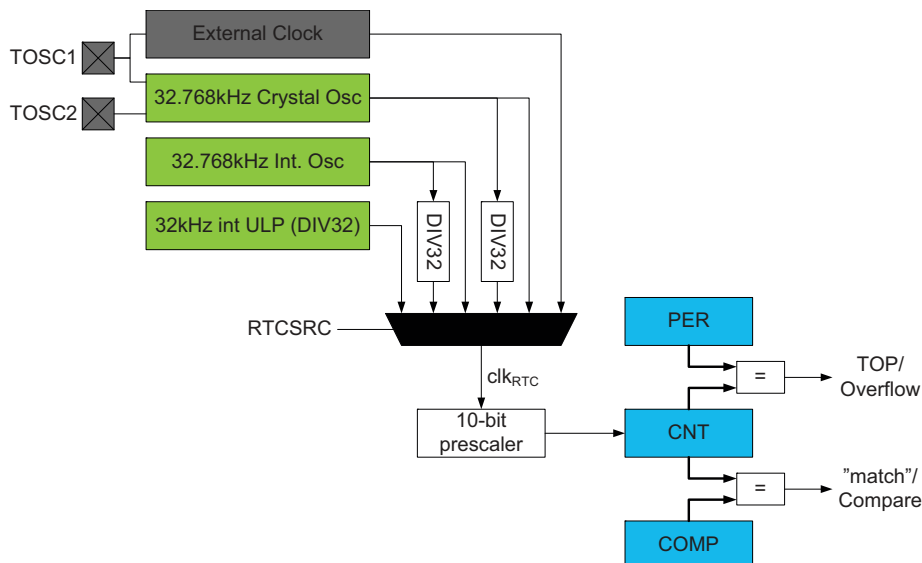 External Clock
TOSC1
32.768kHz Crystal Osc
TOSC2
32.768kHz Int. Osc
32kHz int ULP (DIV32)
DIV32
DIV32
RTCSRC
PER
clkRTC
=
TOP/
Overflow
10-bit
prescaler
CNT
=
"match"/
Compare
COMP